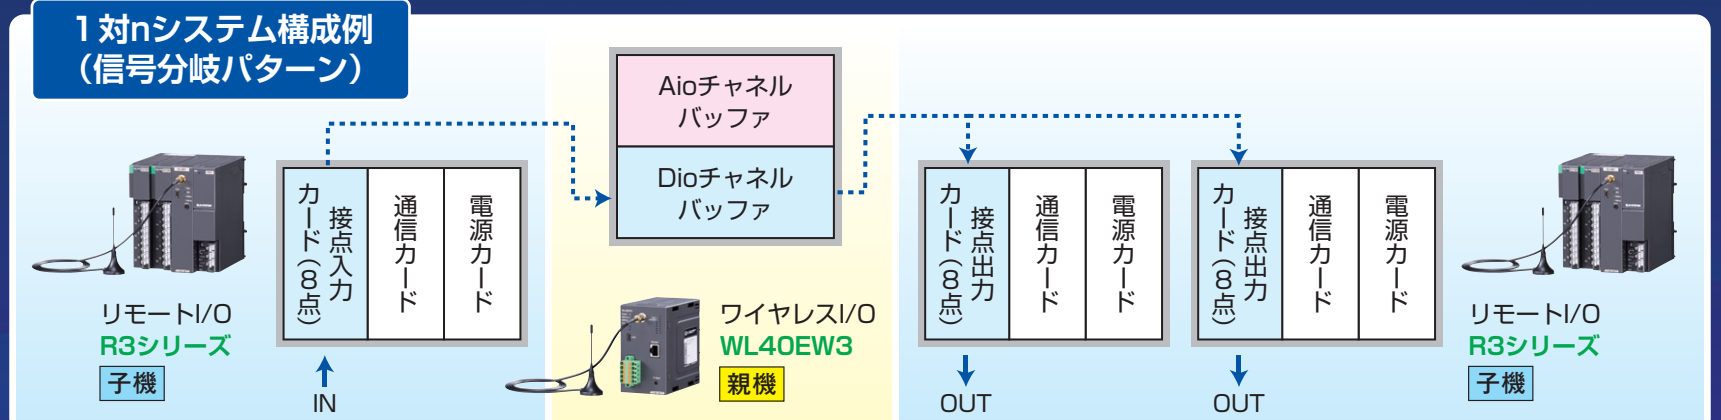 １対nシステム構成例
（信号分岐パターン）
Aioチャネル
バッファ
Dioチャネル
バッファ
接点入力
カード（8点）
通信カード
電源カード
IN
リモートI/O
R3シリーズ
子機
ワイヤレスI/O
WL40EW3
親機
接点出力
カード（8点）
通信カード
電源カード
OUT
接点出力
カード（8点）
通信カード
電源カード
OUT
リモートI/O
R3シリーズ
子機